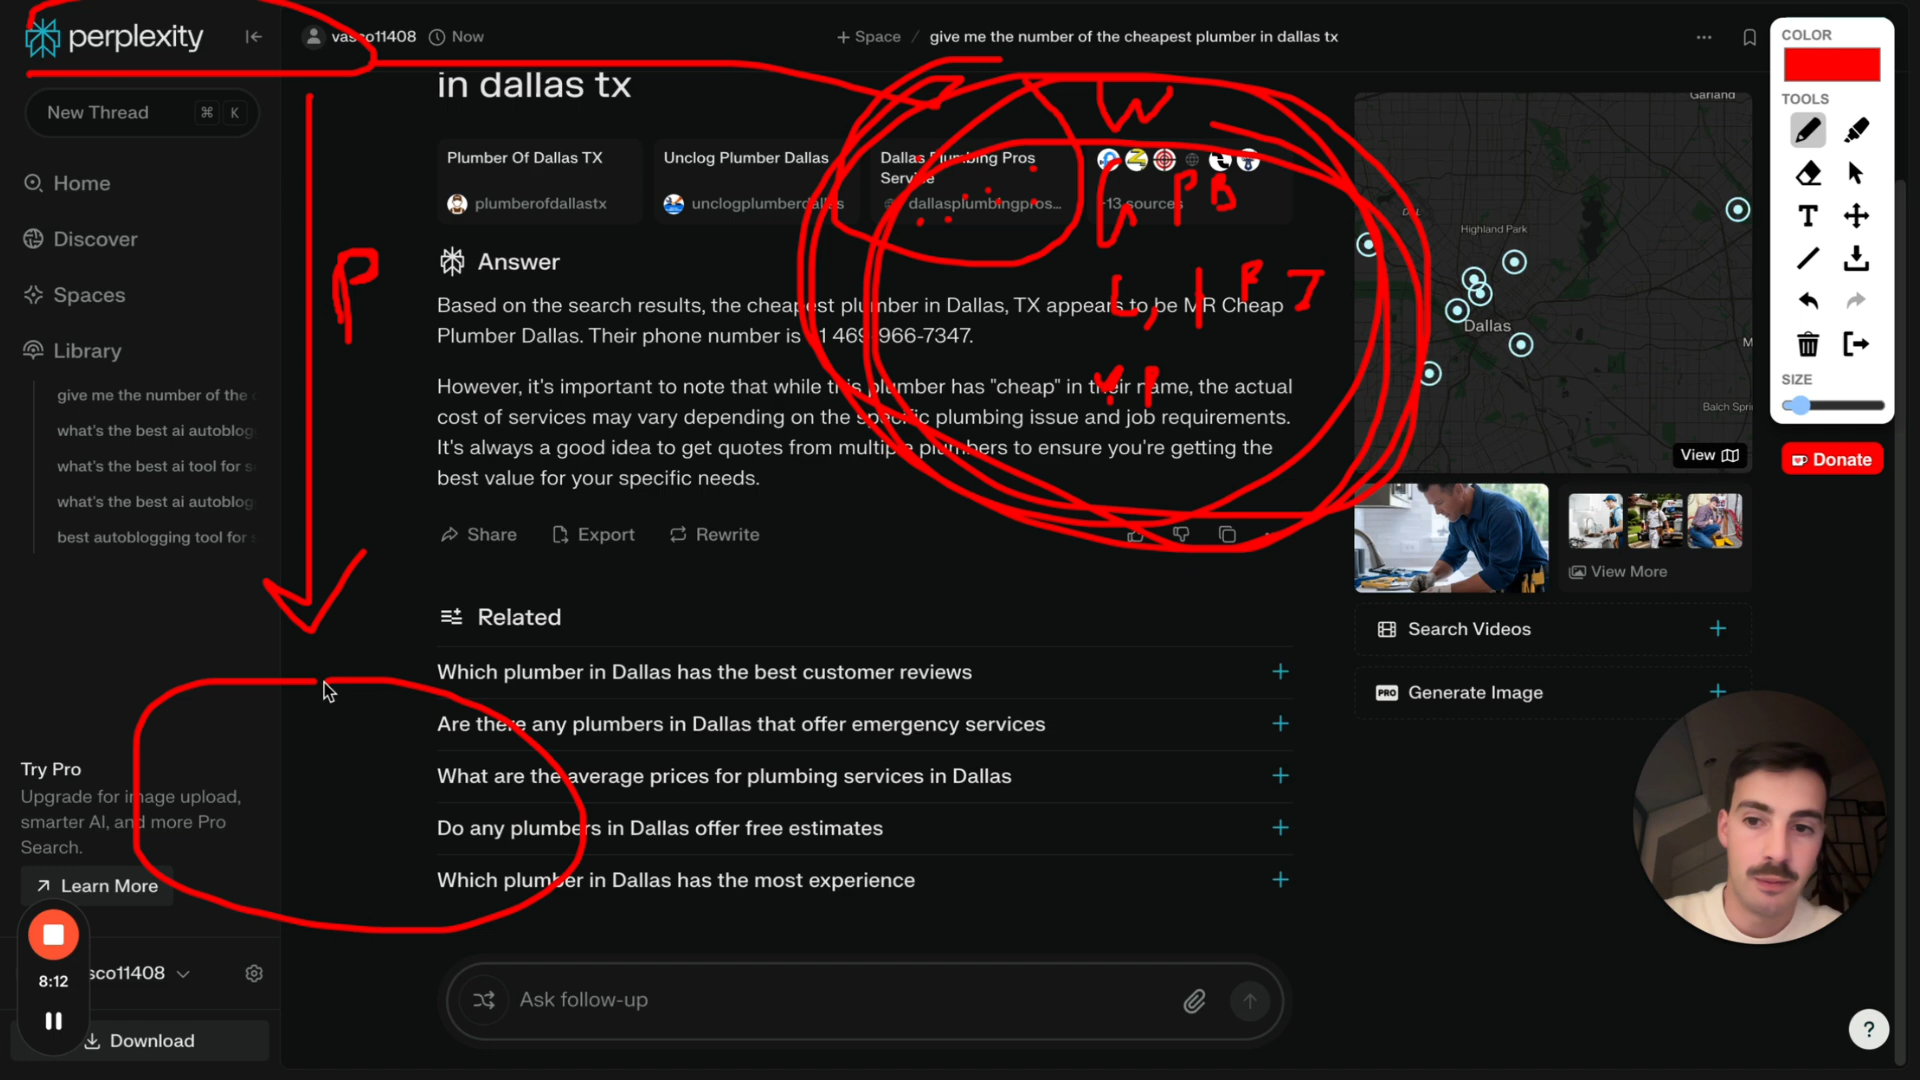 perplexity
vasco11408
Now
+ Space / give me the number of the cheapest plumber in dallas tx
New Thread
⌘ K
Home
Discover
Spaces
Library
give me the number of the
what's the best ai autoblog
what's the best ai tool for s
what's the best ai autoblog
best autoblogging tool for s
Try Pro
Upgrade for image upload,
smarter AI, and more Pro
Search.
Learn More
8:12
sco11408
Download
in dallas tx
Plumber Of Dallas TX
plumberofdallastx
Unclog Plumber Dallas
unclogplumberdallas
Dallas Plumbing Pros
Service
dallasplumbingpros...
+13 sources
W
P B
P
Answer
Based on the search results, the cheapest plumber in Dallas, TX appears to be MR Cheap
Plumber Dallas. Their phone number is +1 469-966-7347.
However, it's important to note that while this plumber has "cheap" in their name, the actual
cost of services may vary depending on the specific plumbing issue and job requirements.
It's always a good idea to get quotes from multiple plumbers to ensure you're getting the
best value for your specific needs.
Share
Export
Rewrite
Related
Which plumber in Dallas has the best customer reviews
Are there any plumbers in Dallas that offer emergency services
What are the average prices for plumbing services in Dallas
Do any plumbers in Dallas offer free estimates
Which plumber in Dallas has the most experience
Ask follow-up
Garland
Highland Park
Dallas
M
Balch Spri
View
View More
Search Videos
PRO Generate Image
COLOR
TOOLS
T
SIZE
Donate
?